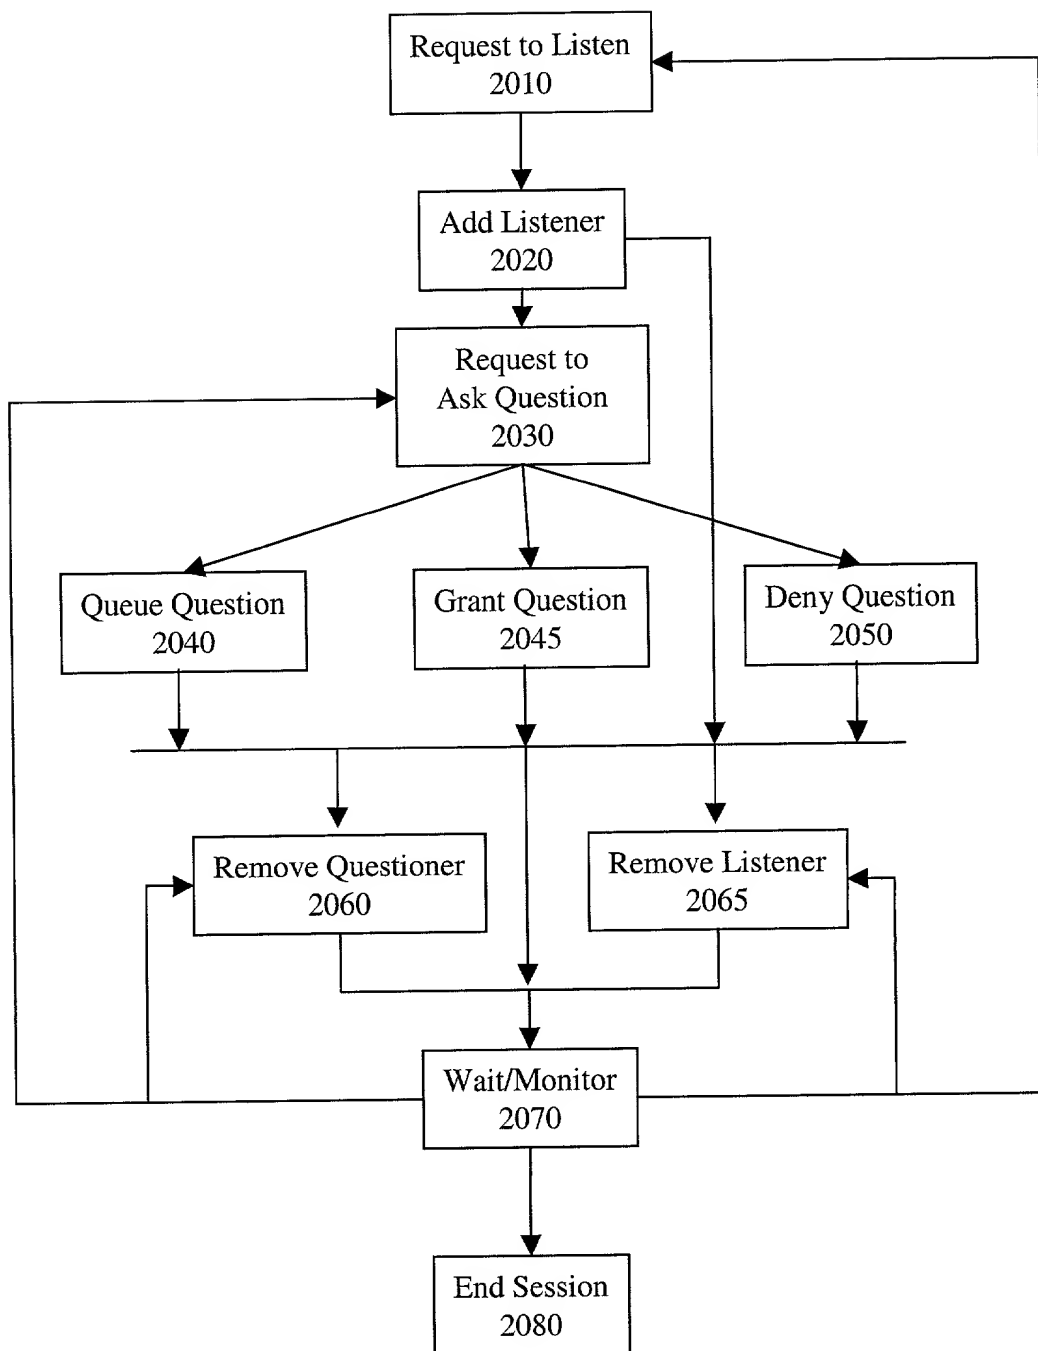 Request to Listen
2010
Add Listener
2020
Request to
Ask Question
2030
Queue Question
2040
Grant Question
2045
Deny Question
2050
Remove Questioner
2060
Remove Listener
2065
Wait/Monitor
2070
End Session
2080